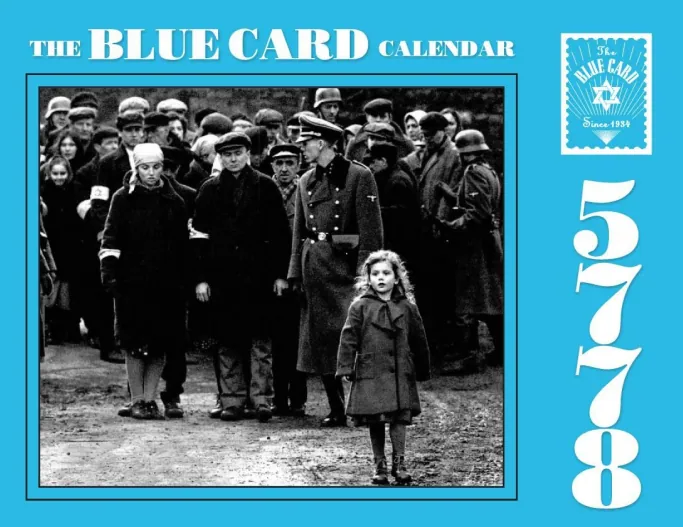 THE BLUE CARD CALENDAR
The
BLUE CARD
Since 1934
5778